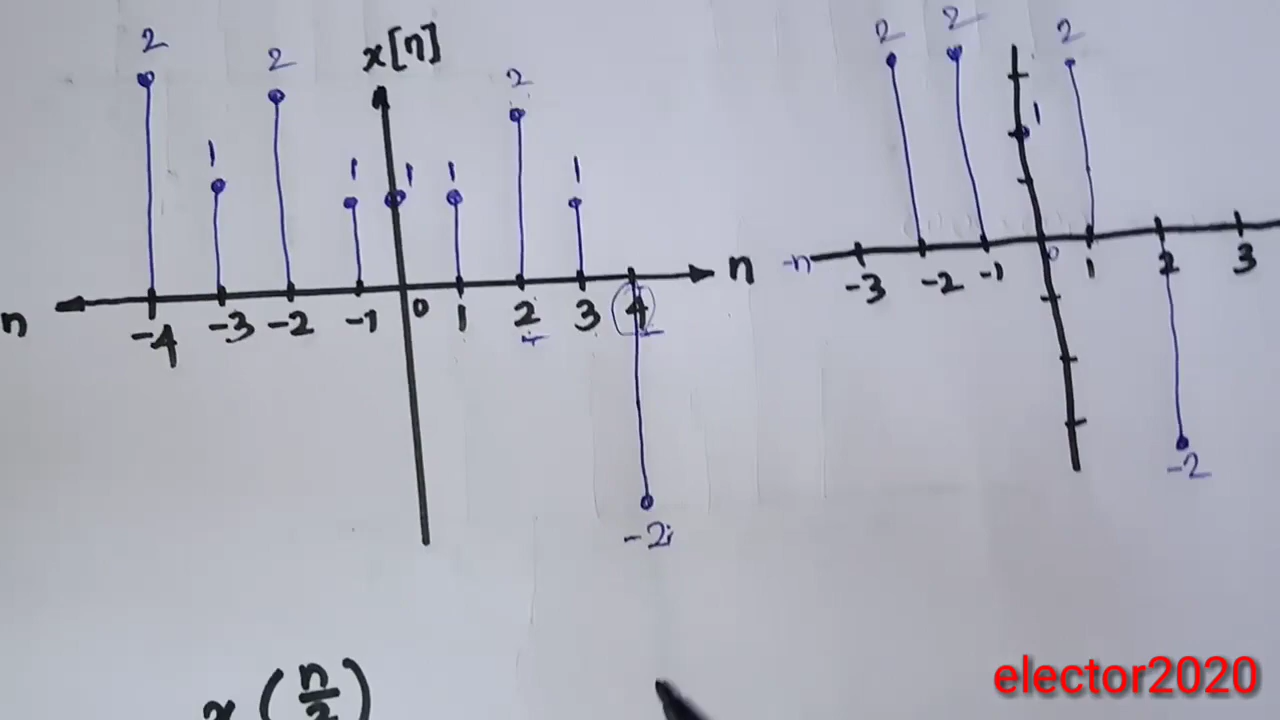 x[n]
2 1 2 1 1 1 2 1
n -4 -3 -2 -1 0 1 2 3 4 n
-2
2 2 1 2
-n -3 -2 -1 0 1 2 3
-2
x(n/2)
elector2020